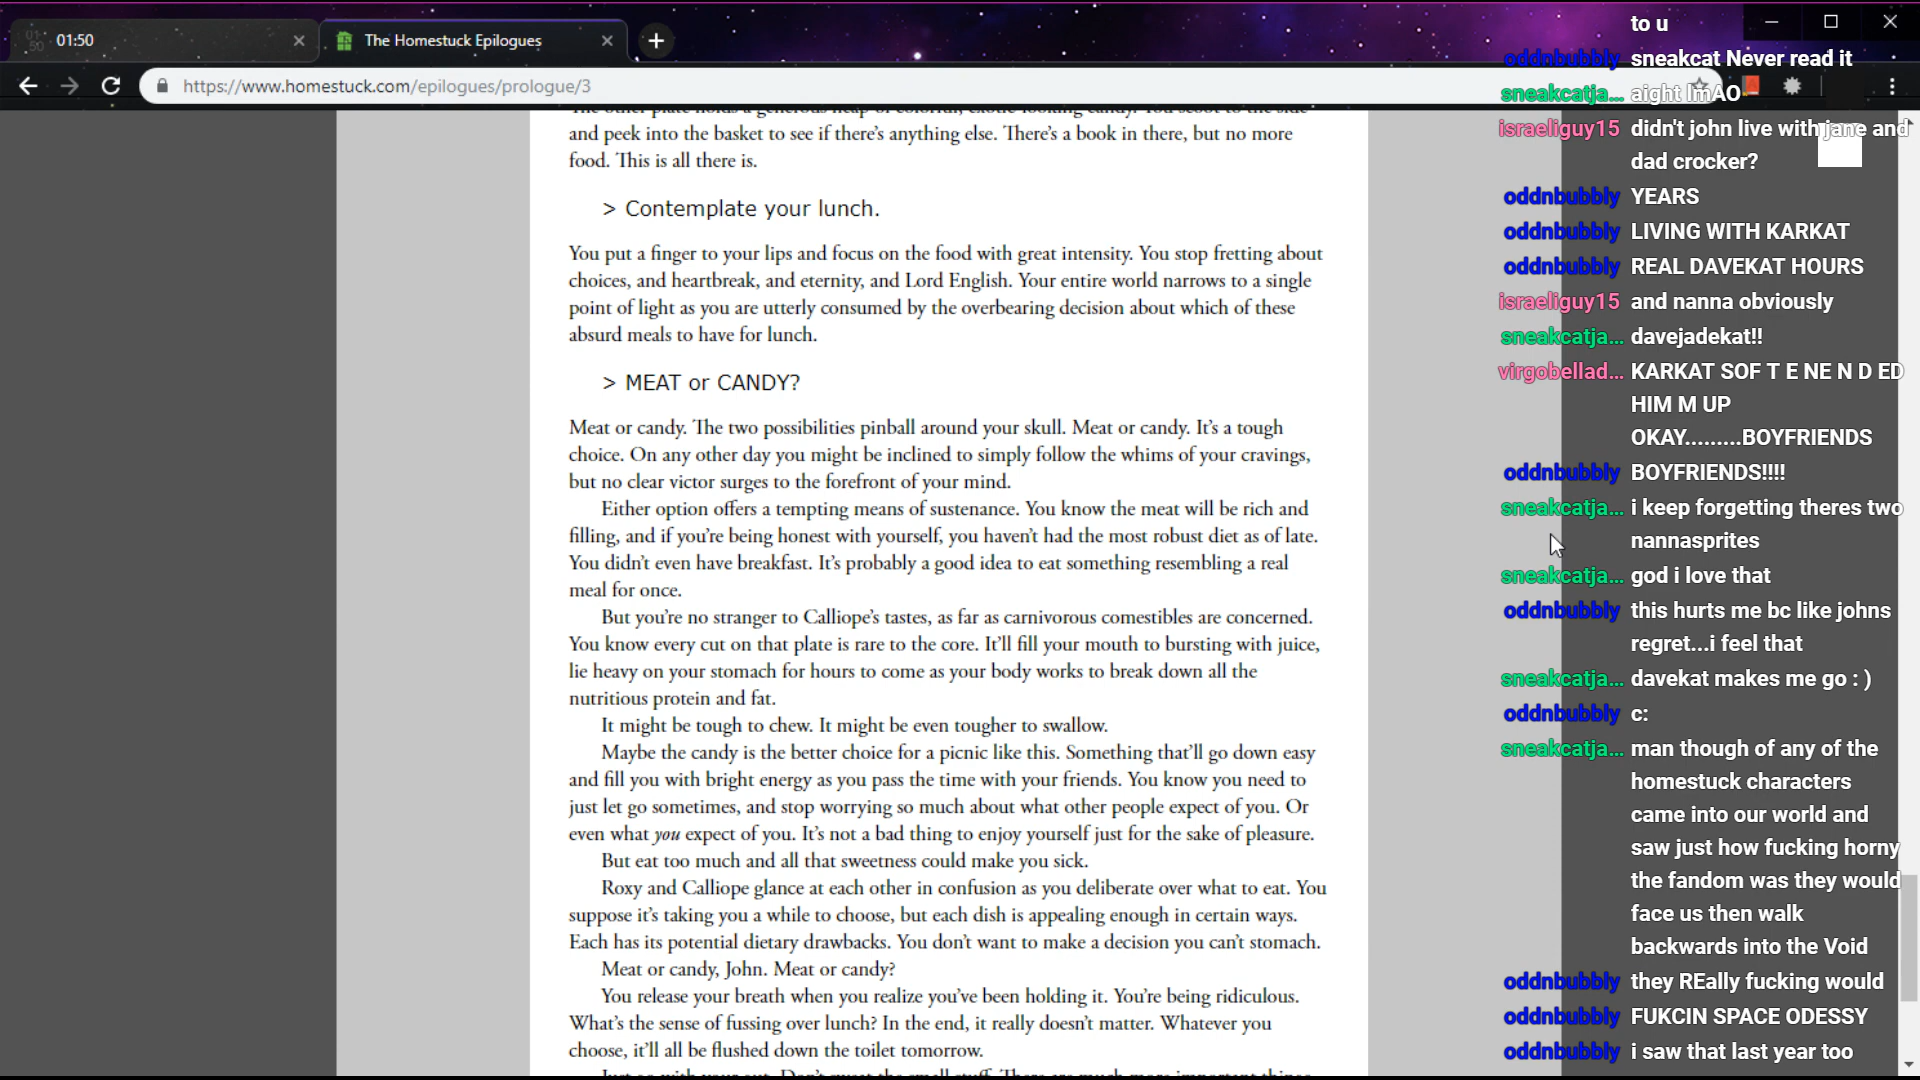 01:50
The Homestuck Epilogues
https://www.homestuck.com/epilogues/prologue/3
The other plate holds a generous heap of colorful, exotic looking candy. You scoot to the side
and peek into the basket to see if there's anything else. There's a book in there, but no more
food. This is all there is.
> Contemplate your lunch.
You put a finger to your lips and focus on the food with great intensity. You stop fretting about
choices, and heartbreak, and eternity, and Lord English. Your entire world narrows to a single
point of light as you are utterly consumed by the overbearing decision about which of these
absurd meals to have for lunch.
> MEAT or CANDY?
Meat or candy. The two possibilities pinball around your skull. Meat or candy. It's a tough
choice. On any other day you might be inclined to simply follow the whims of your cravings,
but no clear victor surges to the forefront of your mind.
Either option offers a tempting means of sustenance. You know the meat will be rich and
filling, and if you're being honest with yourself, you haven't had the most robust diet as of late.
You didn't even have breakfast. It's probably a good idea to eat something resembling a real
meal for once.
But you're no stranger to Calliope's tastes, as far as carnivorous comestibles are concerned.
You know every cut on that plate is rare to the core. It'll fill your mouth to bursting with juice,
lie heavy on your stomach for hours to come as your body works to break down all the
nutritious protein and fat.
It might be tough to chew. It might be even tougher to swallow.
Maybe the candy is the better choice for a picnic like this. Something that'll go down easy
and fill you with bright energy as you pass the time with your friends. You know you need to
just let go sometimes, and stop worrying so much about what other people expect of you. Or
even what you expect of you. It's not a bad thing to enjoy yourself just for the sake of pleasure.
But eat too much and all that sweetness could make you sick.
Roxy and Calliope glance at each other in confusion as you deliberate over what to eat. You
suppose it's taking you a while to choose, but each dish is appealing enough in certain ways.
Each has its potential dietary drawbacks. You don't want to make a decision you can't stomach.
Meat or candy, John. Meat or candy?
You release your breath when you realize you've been holding it. You're being ridiculous.
What's the sense of fussing over lunch? In the end, it really doesn't matter. Whatever you
choose, it'll all be flushed down the toilet tomorrow.
to u
oddnbubbly sneakcat Never read it
sneakcatja... aight lmAO
israeliguy15 didn't john live with jane and
dad crocker?
oddnbubbly YEARS
oddnbubbly LIVING WITH KARKAT
oddnbubbly REAL DAVEKAT HOURS
israeliguy15 and nanna obviously
sneakcatja... davejadekat!!
virgobellad... KARKAT SOF T E NE N D ED
HIM M UP
OKAY.........BOYFRIENDS
oddnbubbly BOYFRIENDS!!!!
sneakcatja... i keep forgetting theres two
nannasprites
sneakcatja... god i love that
oddnbubbly this hurts me bc like johns
regret...i feel that
sneakcatja... davekat makes me go : )
oddnbubbly c:
sneakcatja... man though of any of the
homestuck characters
came into our world and
saw just how fucking horny
the fandom was they would
face us then walk
backwards into the Void
oddnbubbly they REally fucking would
oddnbubbly FUKCIN SPACE ODESSY
oddnbubbly i saw that last year too